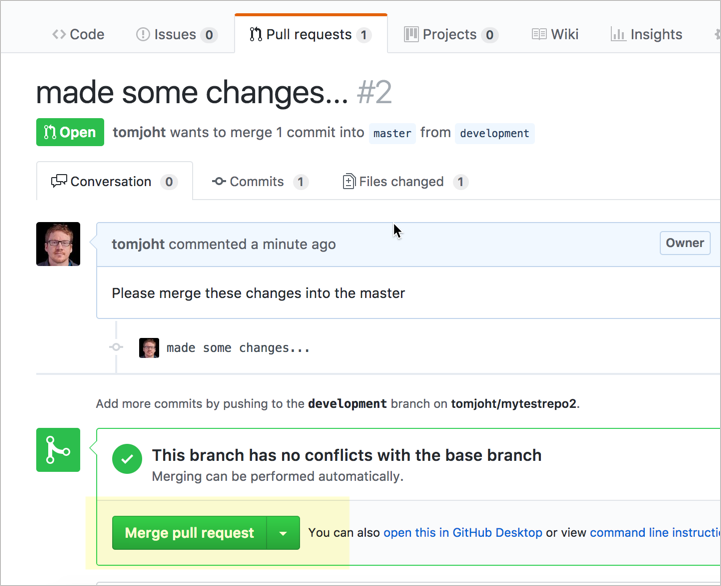 Code Issues 0 Pull requests 1 Projects 0 Wiki Insights
made some changes... #2
Open tomjoht wants to merge 1 commit into master from development
Conversation 0 Commits 1 Files changed 1
tomjoht commented a minute ago Owner
Please merge these changes into the master
made some changes...
Add more commits by pushing to the development branch on tomjoht/mytestrepo2.
This branch has no conflicts with the base branch
Merging can be performed automatically.
Merge pull request You can also open this in GitHub Desktop or view command line